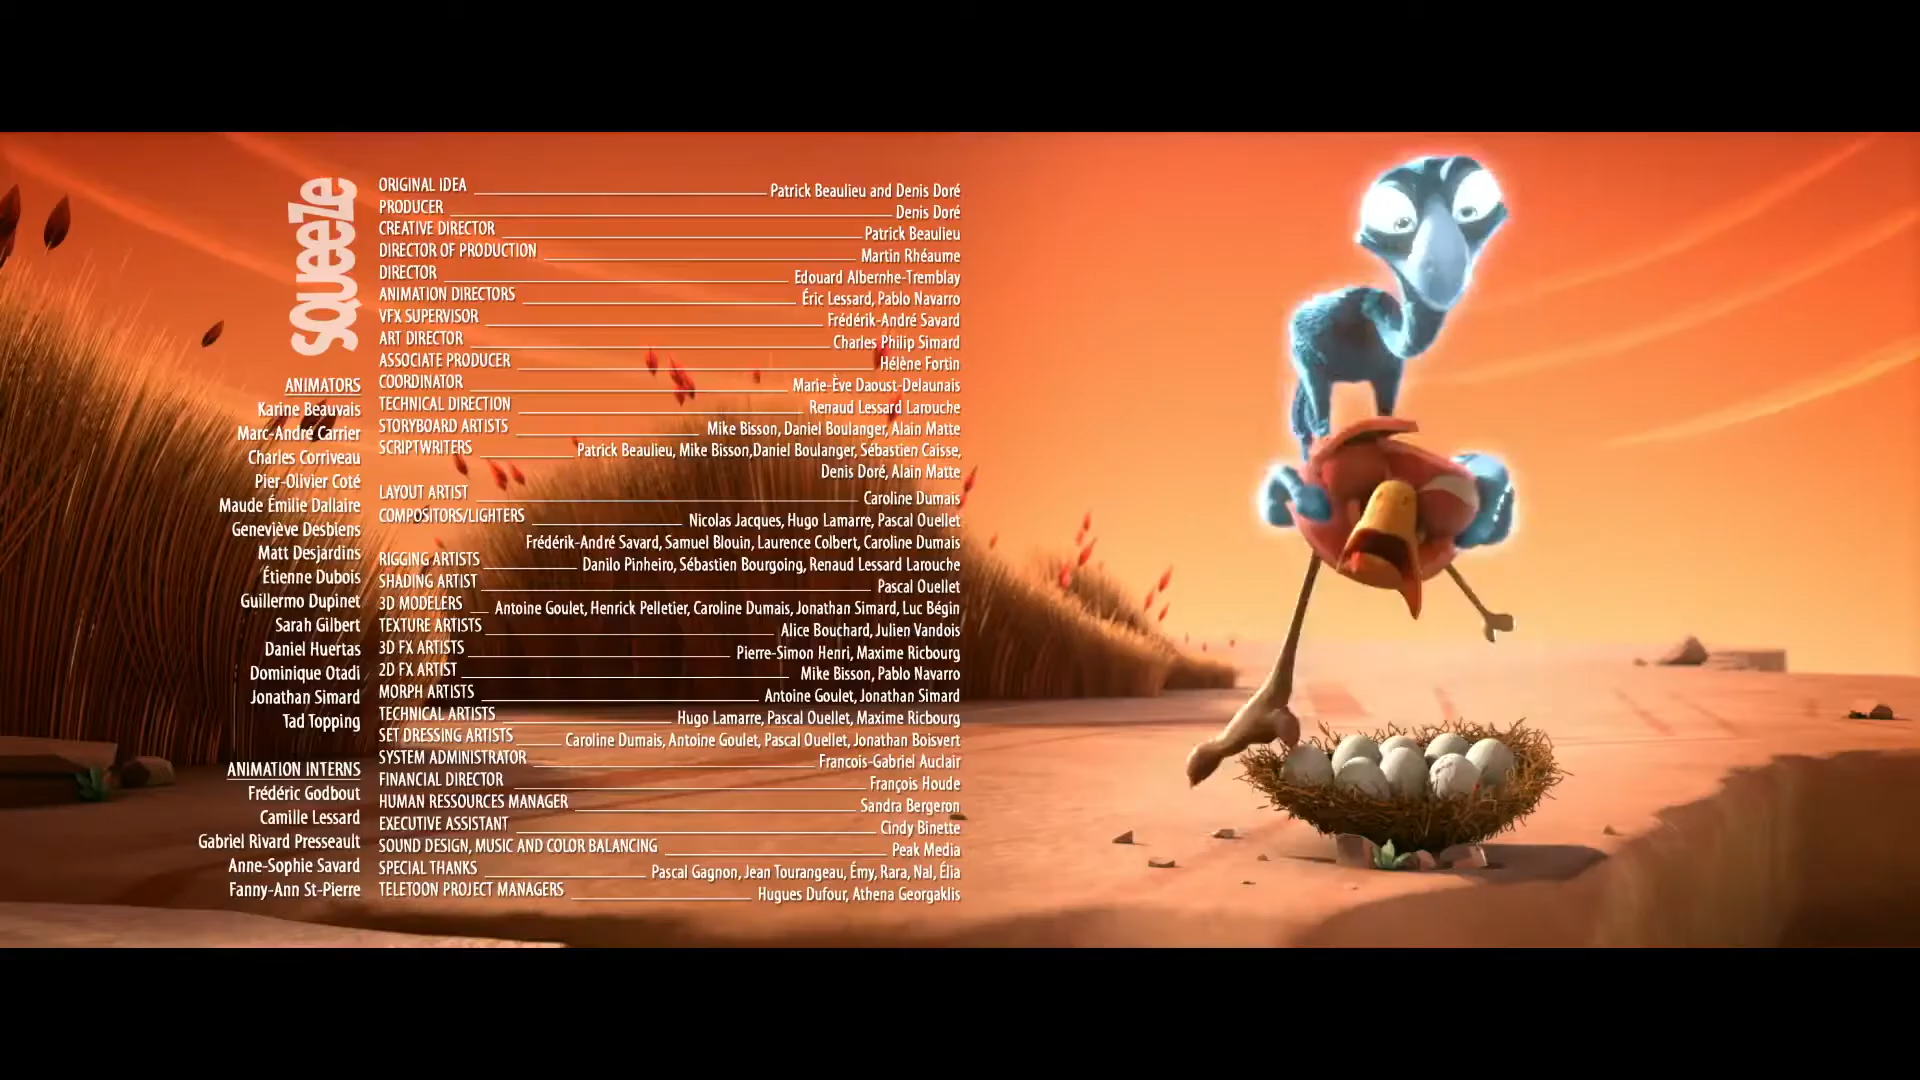 squeeze
ANIMATORS
Karine Beauvais
Marc-André Carrier
Charles Corriveau
Pier-Olivier Coté
Maude Émilie Dallaire
Geneviève Desbiens
Matt Desjardins
Étienne Dubois
Guillermo Dupinet
Sarah Gilbert
Daniel Huertas
Dominique Otadi
Jonathan Simard
Tad Topping
ANIMATION INTERNS
Frédéric Godbout
Camille Lessard
Gabriel Rivard Presseault
Anne-Sophie Savard
Fanny-Ann St-Pierre
ORIGINAL IDEA Patrick Beaulieu and Denis Doré
PRODUCER Denis Doré
CREATIVE DIRECTOR Patrick Beaulieu
DIRECTOR OF PRODUCTION Martin Rhéaume
DIRECTOR Edouard Albernhe-Tremblay
ANIMATION DIRECTORS Éric Lessard, Pablo Navarro
VFX SUPERVISOR Frédérik-André Savard
ART DIRECTOR Charles Philip Simard
ASSOCIATE PRODUCER Hélène Fortin
COORDINATOR Marie-Ève Daoust-Delaunais
TECHNICAL DIRECTION Renaud Lessard Larouche
STORYBOARD ARTISTS Mike Bisson, Daniel Boulanger, Alain Matte
SCRIPTWRITERS Patrick Beaulieu, Mike Bisson,Daniel Boulanger, Sébastien Caisse,
Denis Doré, Alain Matte
LAYOUT ARTIST Caroline Dumais
COMPOSITORS/LIGHTERS Nicolas Jacques, Hugo Lamarre, Pascal Ouellet
Frédérik-André Savard, Samuel Blouin, Laurence Colbert, Caroline Dumais
RIGGING ARTISTS Danilo Pinheiro, Sébastien Bourgoing, Renaud Lessard Larouche
SHADING ARTIST Pascal Ouellet
3D MODELERS Antoine Goulet, Henrick Pelletier, Caroline Dumais, Jonathan Simard, Luc Bégin
TEXTURE ARTISTS Alice Bouchard, Julien Vandois
3D FX ARTISTS Pierre-Simon Henri, Maxime Ricbourg
2D FX ARTIST Mike Bisson, Pablo Navarro
MORPH ARTISTS Antoine Goulet, Jonathan Simard
TECHNICAL ARTISTS Hugo Lamarre, Pascal Ouellet, Maxime Ricbourg
SET DRESSING ARTISTS Caroline Dumais, Antoine Goulet, Pascal Ouellet, Jonathan Boisvert
SYSTEM ADMINISTRATOR Francois-Gabriel Auclair
FINANCIAL DIRECTOR François Houde
HUMAN RESSOURCES MANAGER Sandra Bergeron
EXECUTIVE ASSISTANT Cindy Binette
SOUND DESIGN, MUSIC AND COLOR BALANCING Peak Media
SPECIAL THANKS Pascal Gagnon, Jean Tourangeau, Émy, Rara, Nal, Élia
TELETOON PROJECT MANAGERS Hugues Dufour, Athena Georgaklis